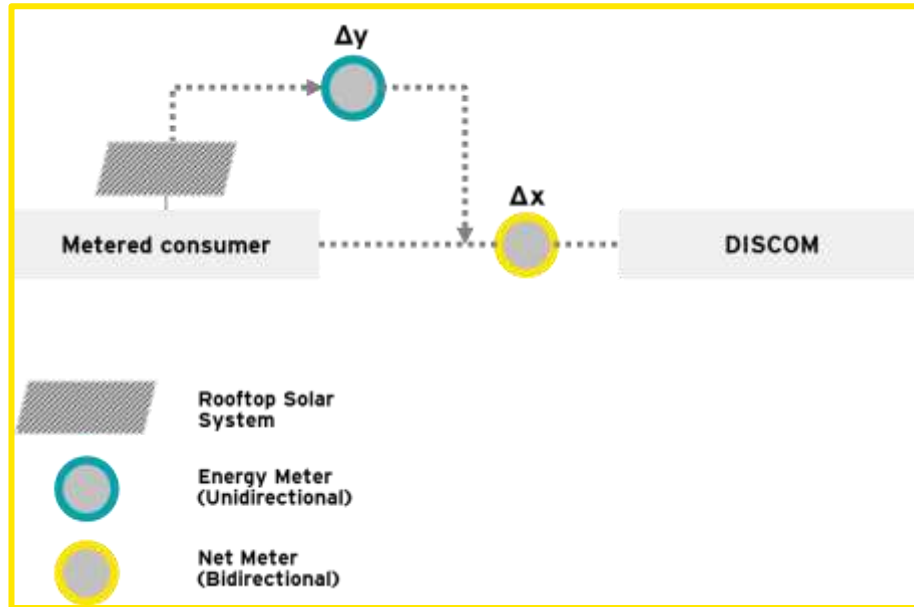 Δy
Δx
Metered consumer
DISCOM
Rooftop Solar
System
Energy Meter
(Unidirectional)
Net Meter
(Bidirectional)